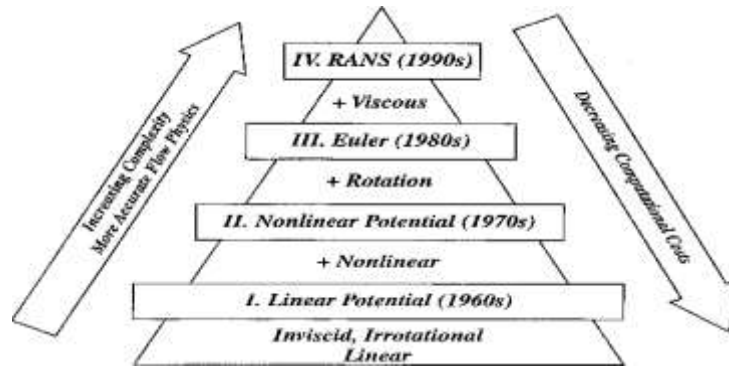 IV. RANS (1990s)
+ Viscous
III. Euler (1980s)
+ Rotation
II. Nonlinear Potential (1970s)
+ Nonlinear
I. Linear Potential (1960s)
Inviscid, Irrotational
Linear
Increasing Complexity
More Accurate Flow Physics
Decreasing Computational Costs